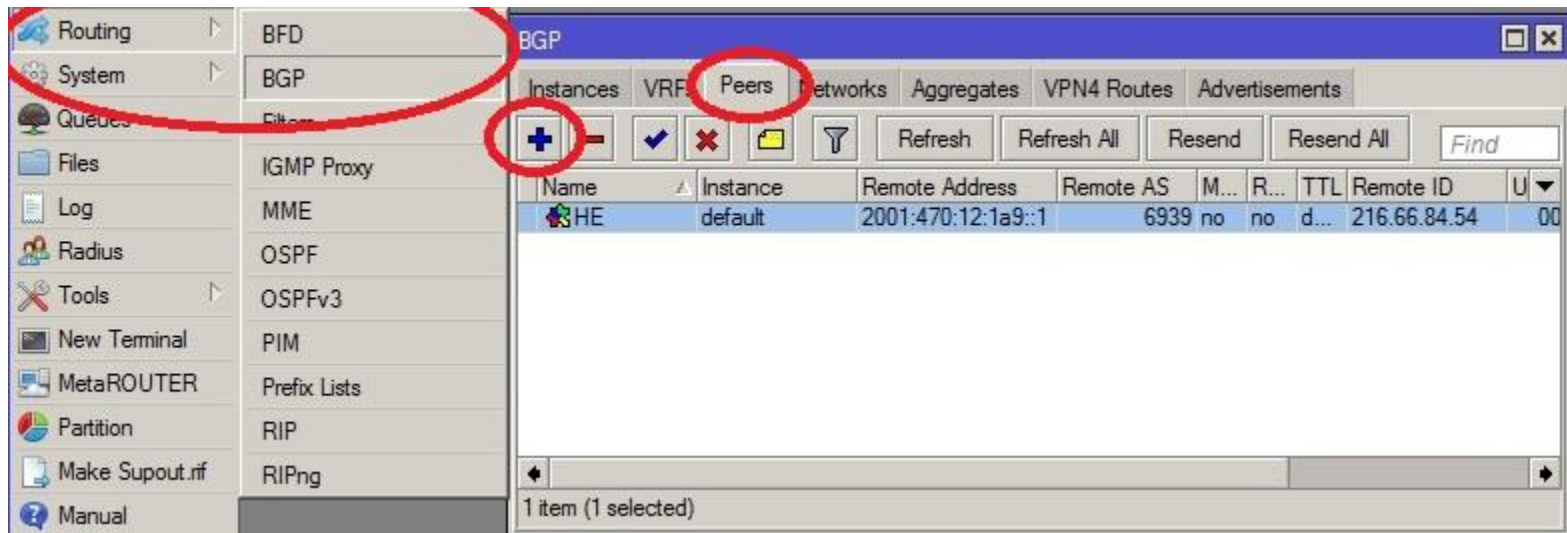 Routing
System
Queues
Files
Log
Radius
Tools
New Terminal
MetaROUTER
Partition
Make Supout.rif
Manual
BFD
BGP
Filters
IGMP Proxy
MME
OSPF
OSPFv3
PIM
Prefix Lists
RIP
RIPng
BGP
Instances VRFs Peers Networks Aggregates VPN4 Routes Advertisements
Refresh Refresh All Resend Resend All Find
Name Instance Remote Address Remote AS M... R... TTL Remote ID U
HE default 2001:470:12:1a9::1 6939 no no d... 216.66.84.54 00
1 item (1 selected)